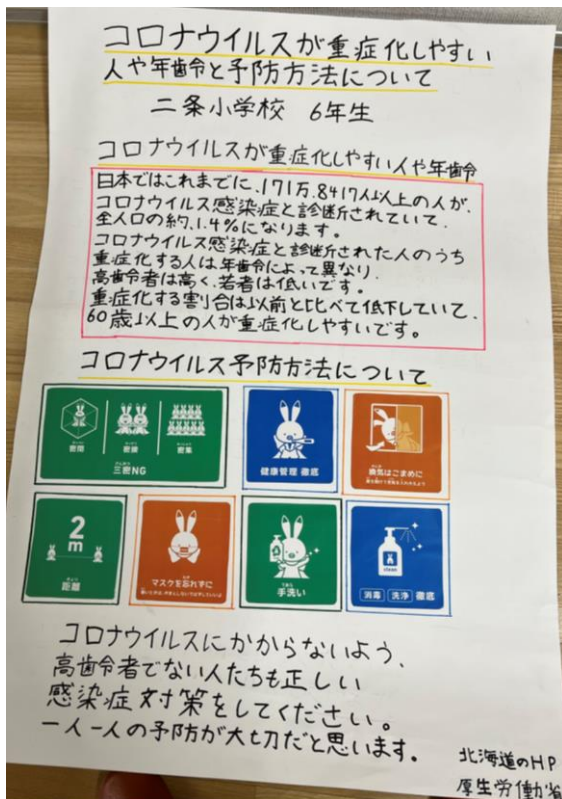 コロナウイルスが重症化しやすい
人や年齢と予防方法について
二条小学校 6年生
コロナウイルスが重症化しやすい人や年齢
日本ではこれまでに、171万.8417人以上の人が、
コロナウイルス感染症と診断されていて、
全人口の約、1.4%になります。
コロナウイルス感染症と診断された人のうち
重症化する人は年齢によって異なり、
高齢者は高く、若者は低いです。
重症化する割合は以前と比べて低下していて、
60歳以上の人が重症化しやすいです。
コロナウイルス予防方法について
密閉 密接 密集
三密NG
健康管理 徹底
換気はこまめに
2m
距離
マスクを忘れずに
手洗い
clean
消毒 洗浄 徹底
コロナウイルスにかからないよう、
高齢者でない人たちも正しい
感染症対策をしてください。
一人一人の予防が大切だと思います。
北海道のHP
厚生労働省